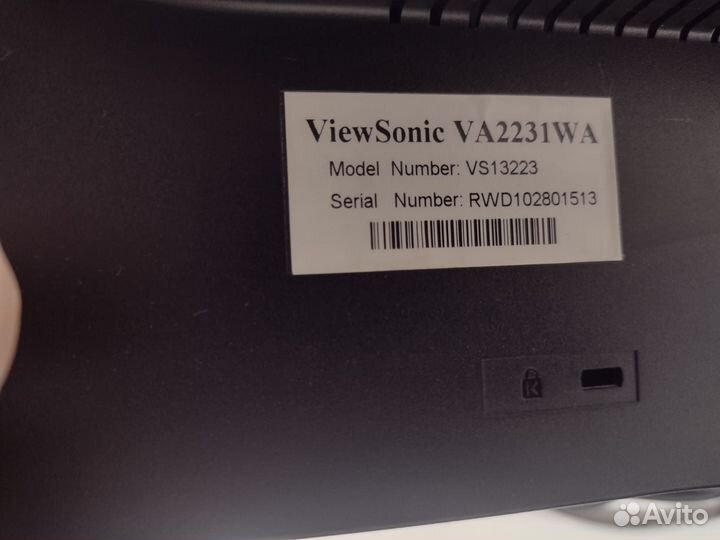 ViewSonic VA2231WA
Model Number: VS13223
Serial Number: RWD102801513
K
Avito